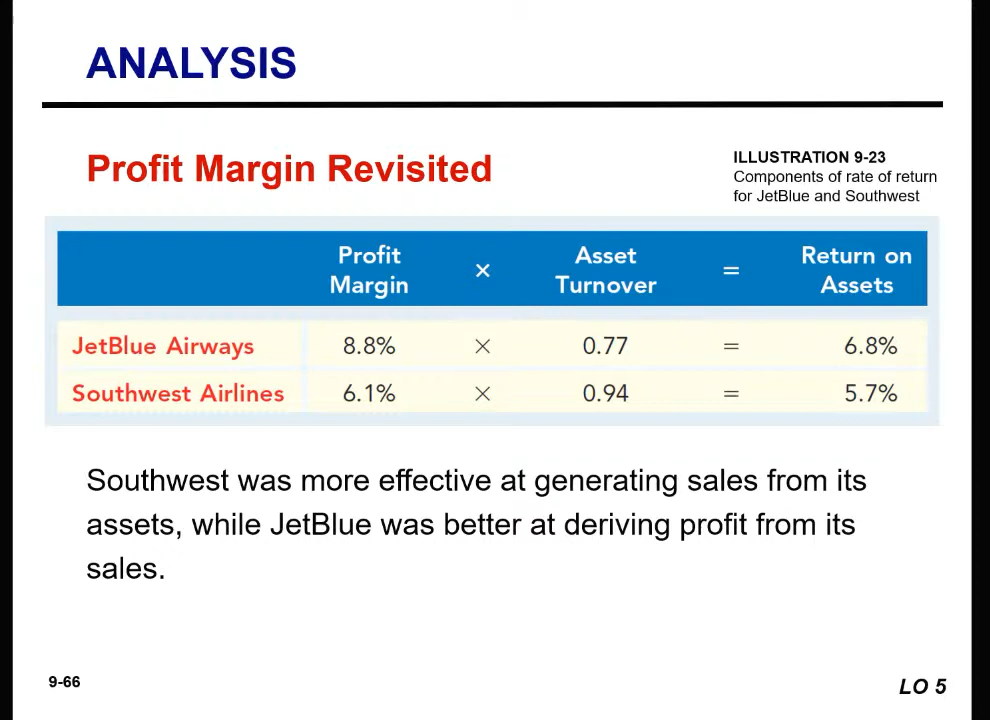 ANALYSIS
Profit Margin Revisited
ILLUSTRATION 9-23
Components of rate of return
for JetBlue and Southwest
Profit Margin × Asset Turnover = Return on Assets
JetBlue Airways 8.8% × 0.77 = 6.8%
Southwest Airlines 6.1% × 0.94 = 5.7%
Southwest was more effective at generating sales from its
assets, while JetBlue was better at deriving profit from its
sales.
9-66
LO 5